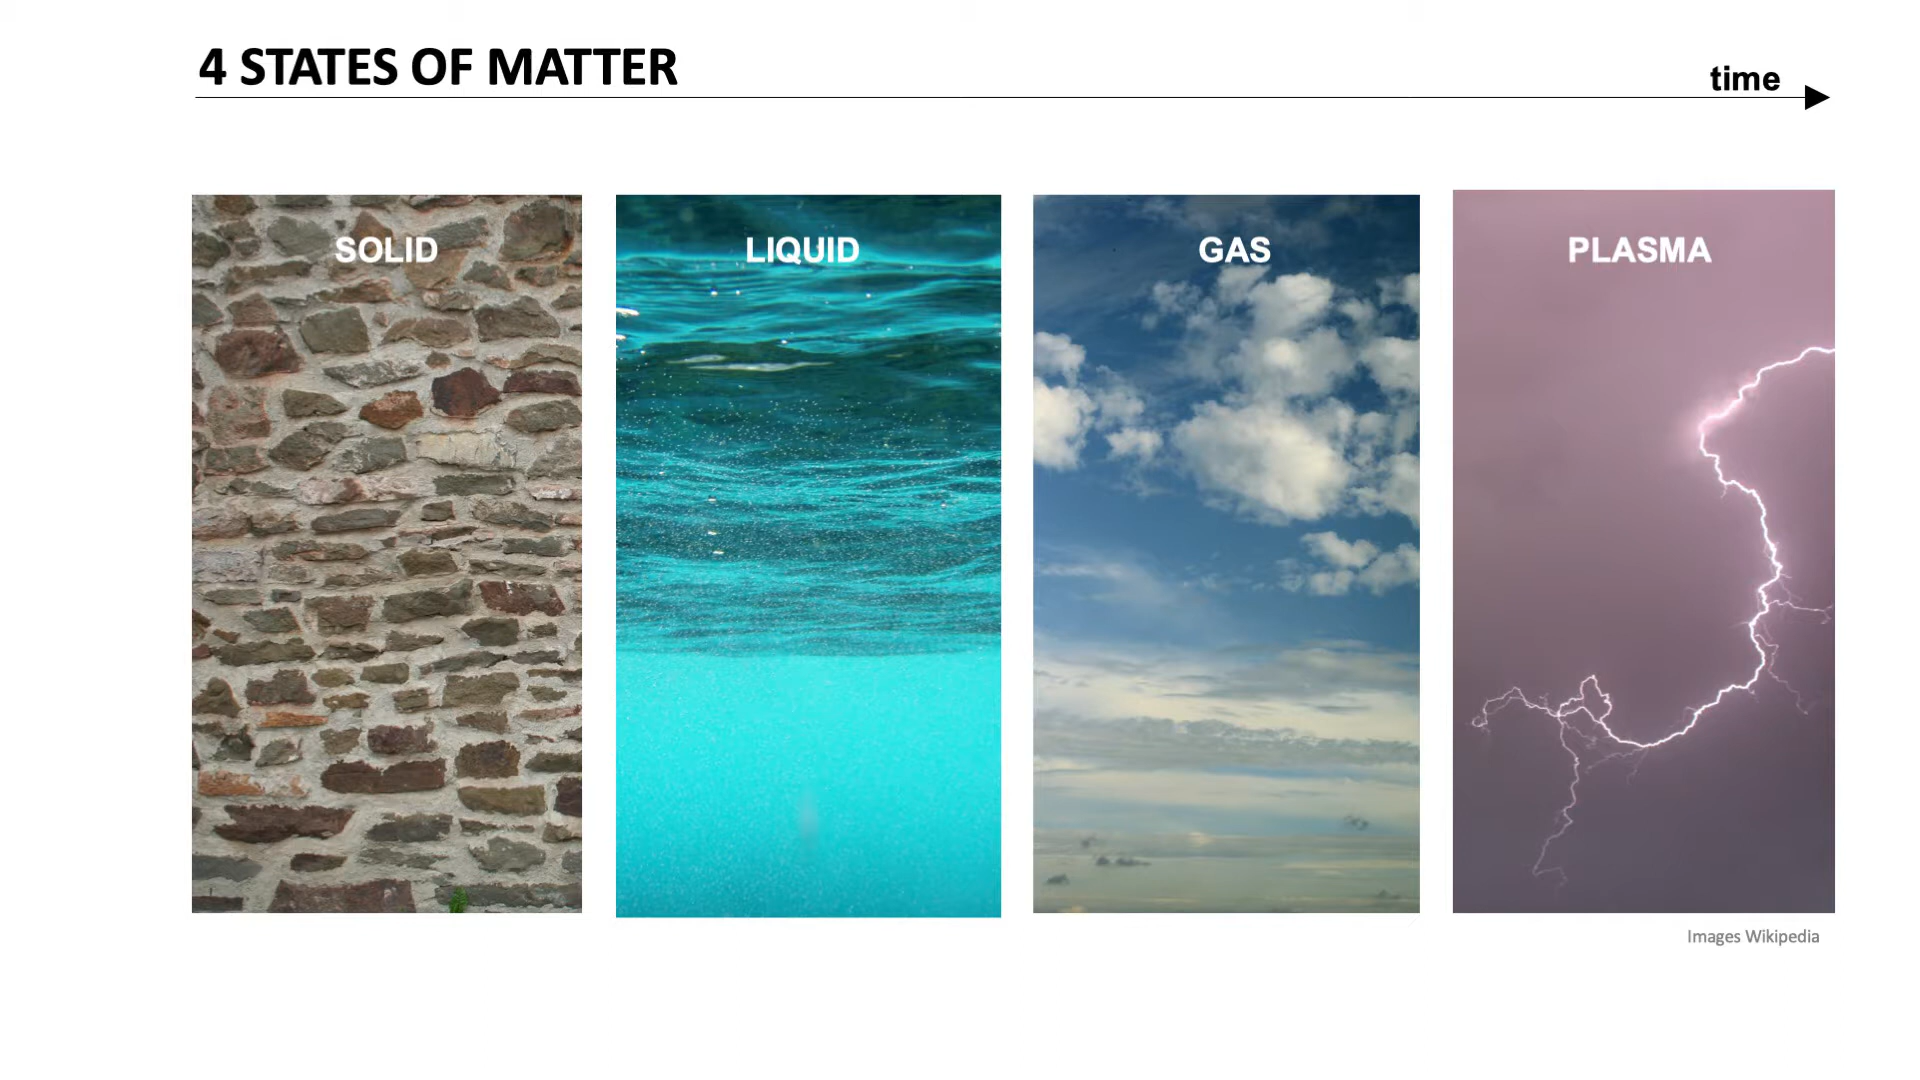 4 STATES OF MATTER
time
SOLID
LIQUID
GAS
PLASMA
Images Wikipedia